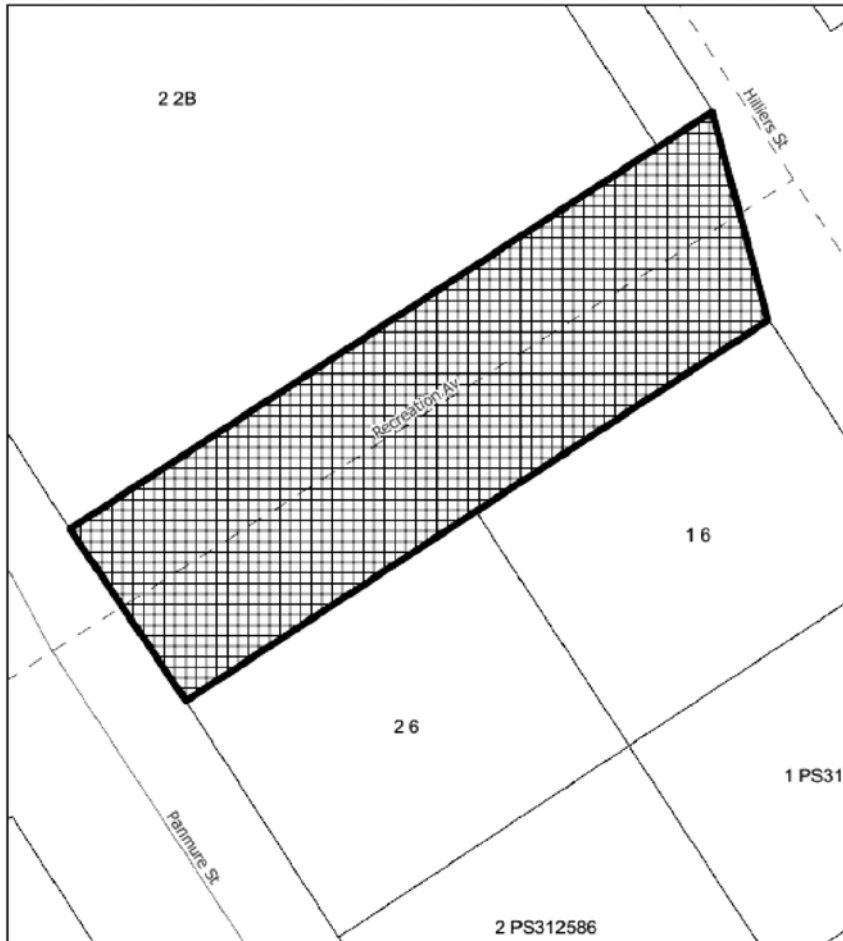 2 2B
Hilliers St
Recreation Av
1 6
2 6
1 PS31
Panmure St
2 PS312586